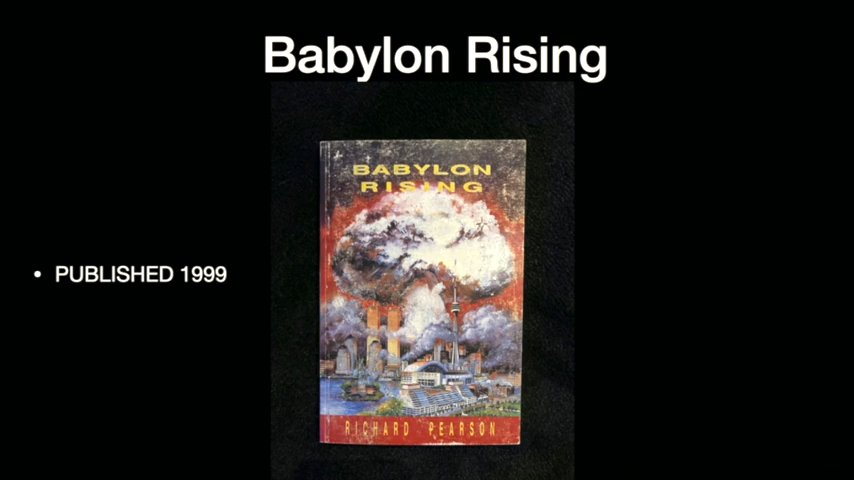 Babylon Rising
BABYLON
RISING
• PUBLISHED 1999
RICHARD PEARSON